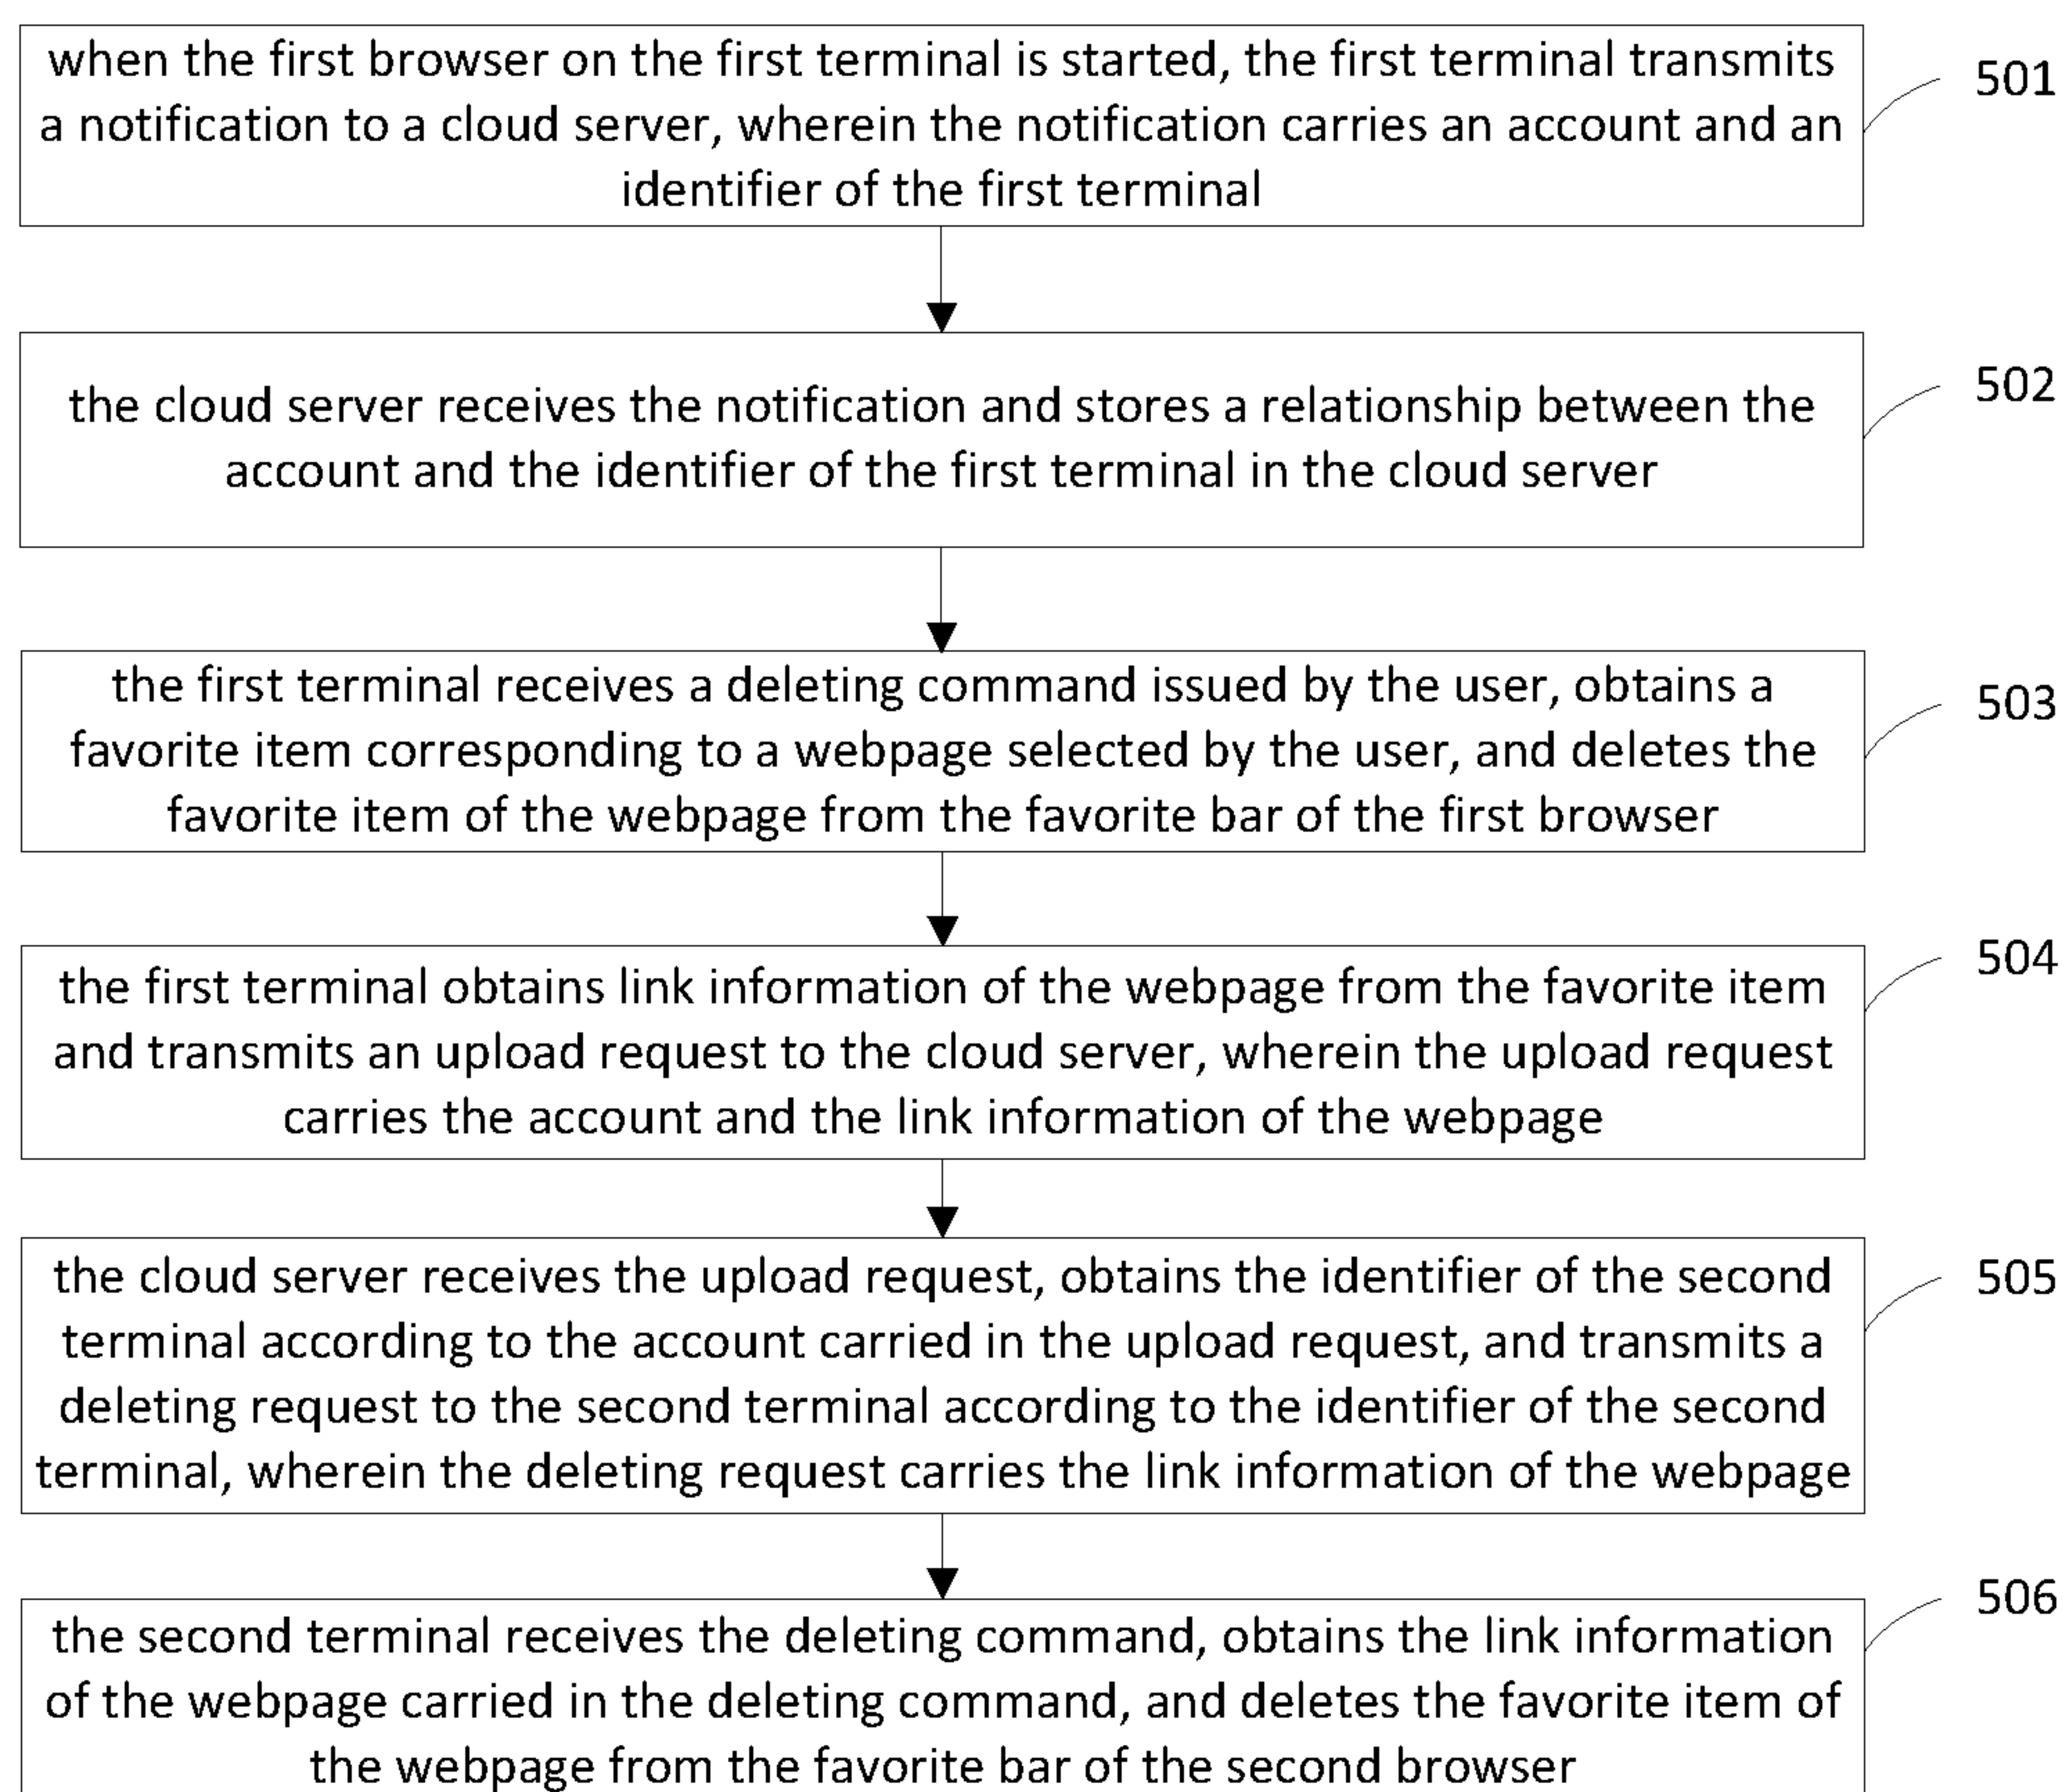 when the first browser on the first terminal is started, the first terminal transmits
a notification to a cloud server, wherein the notification carries an account and an
identifier of the first terminal
501
the cloud server receives the notification and stores a relationship between the
account and the identifier of the first terminal in the cloud server
502
the first terminal receives a deleting command issued by the user, obtains a
favorite item corresponding to a webpage selected by the user, and deletes the
favorite item of the webpage from the favorite bar of the first browser
503
the first terminal obtains link information of the webpage from the favorite item
and transmits an upload request to the cloud server, wherein the upload request
carries the account and the link information of the webpage
504
the cloud server receives the upload request, obtains the identifier of the second
terminal according to the account carried in the upload request, and transmits a
deleting request to the second terminal according to the identifier of the second
terminal, wherein the deleting request carries the link information of the webpage
505
the second terminal receives the deleting command, obtains the link information
of the webpage carried in the deleting command, and deletes the favorite item of
the webpage from the favorite bar of the second browser
506